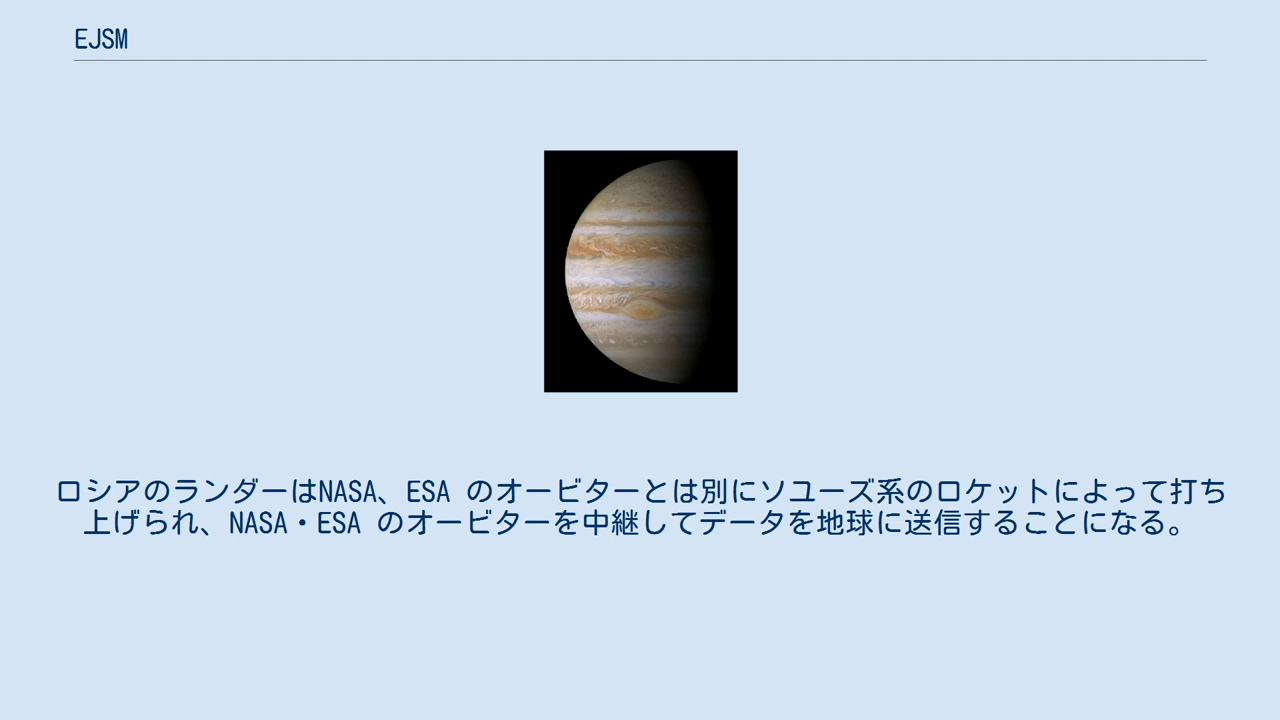 EJSM
ロシアのランダーはNASA、ESA のオービターとは別にソユーズ系のロケットによって打ち
上げられ、NASA・ESA のオービターを中継してデータを地球に送信することになる。